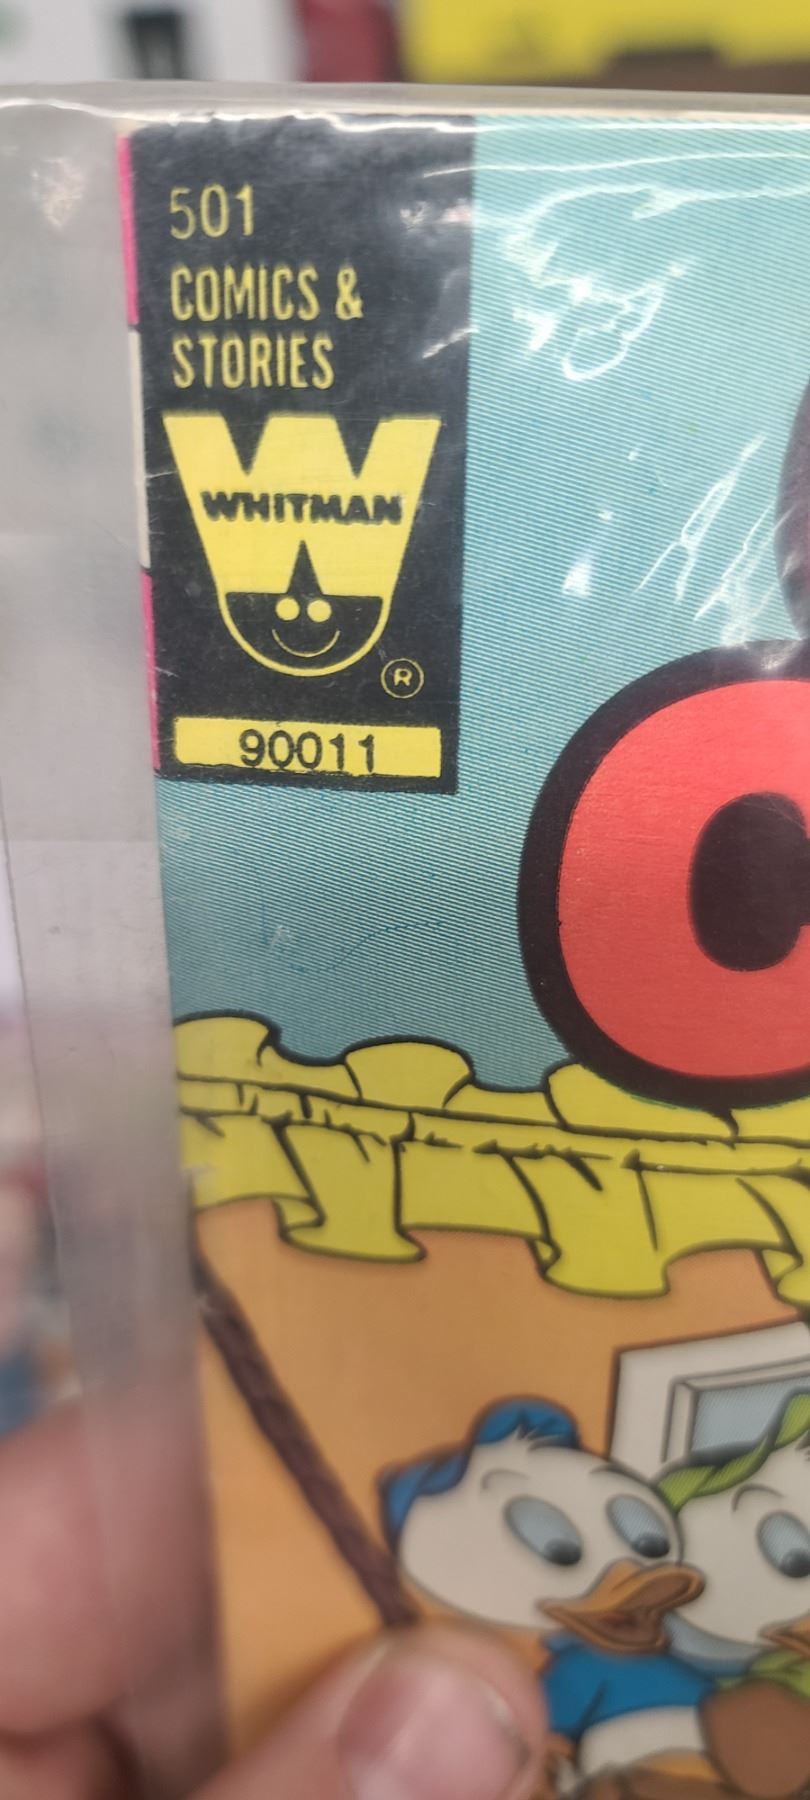 501
COMICS &
STORIES
WHITMAN
®
90011
C